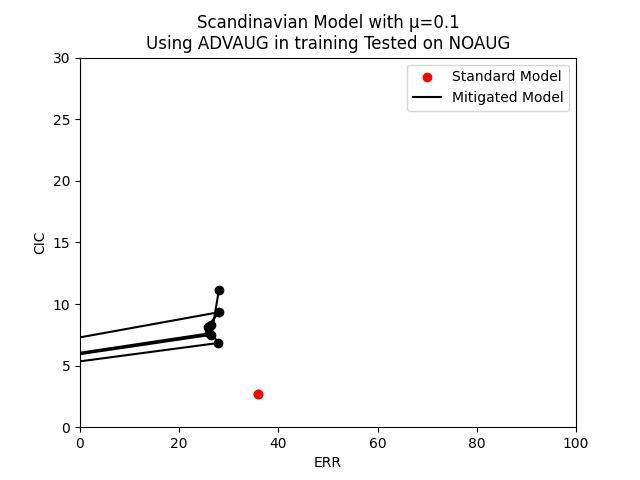 Scandinavian Model with μ=0.1
Using ADVAUG in training Tested on NOAUG
30
25
20
15
10
5
0
CIC
Standard Model
Mitigated Model
0 20 40 60 80 100
ERR